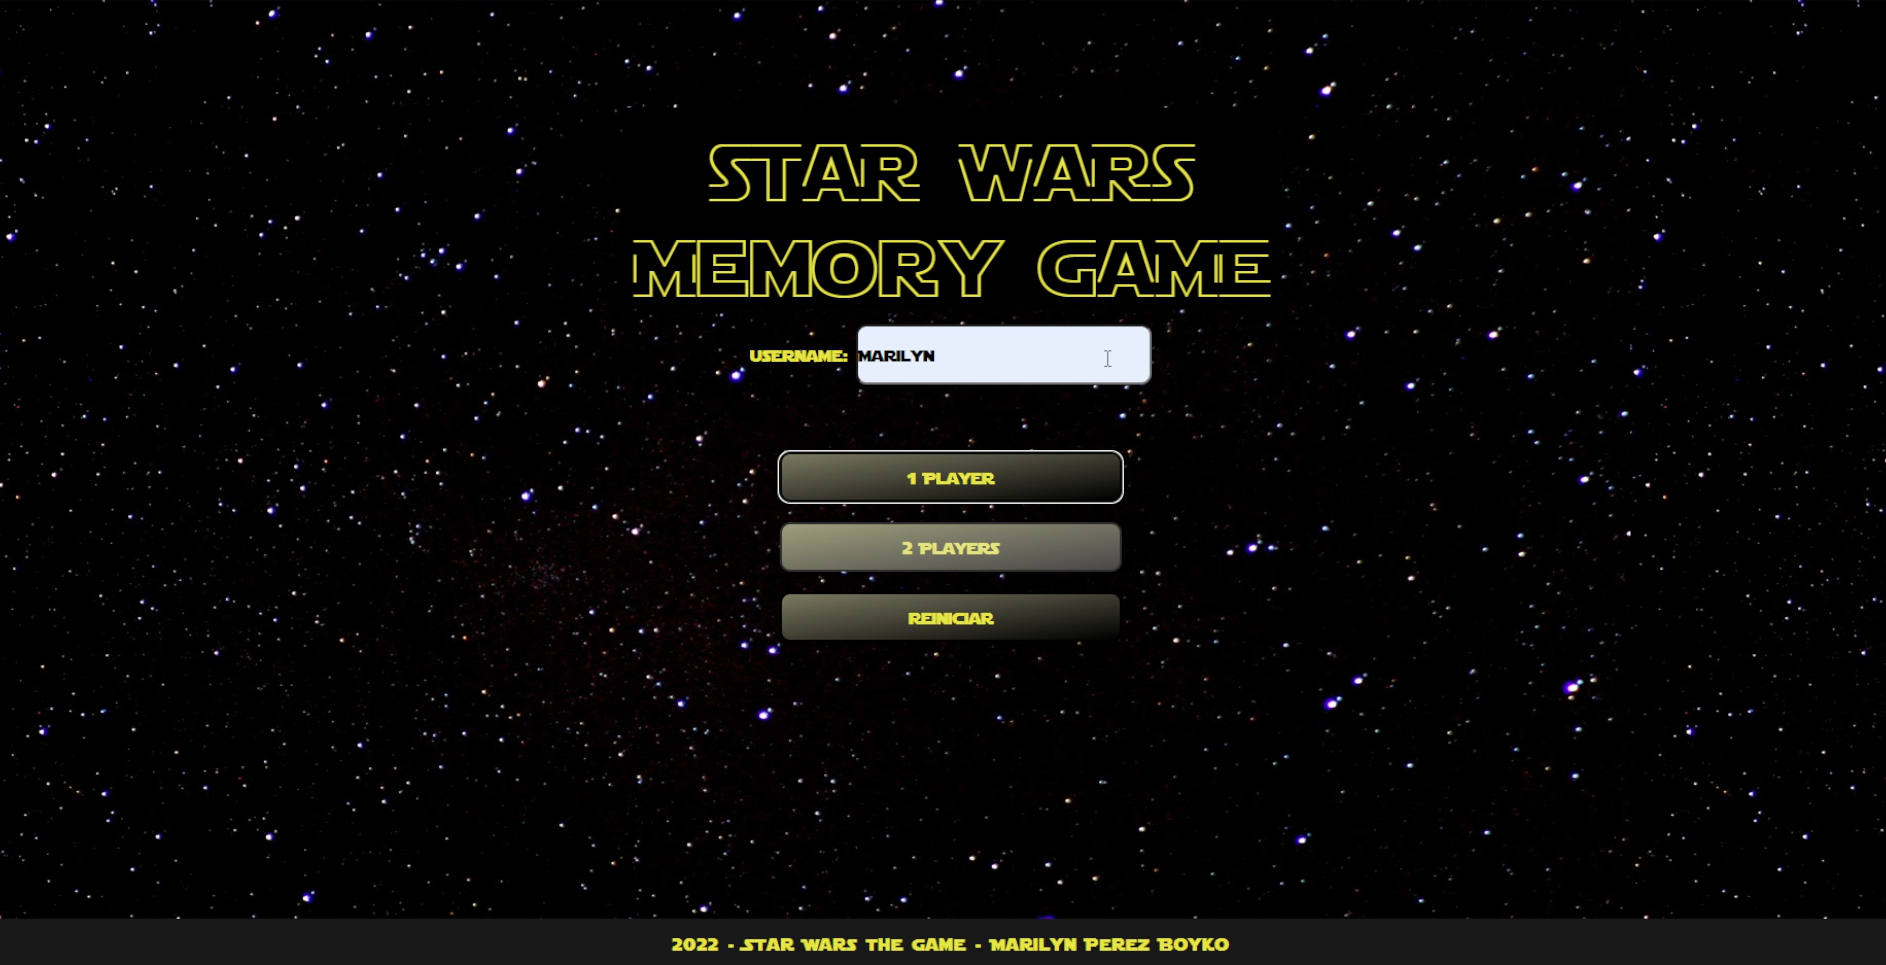 STAR WARS
MEMORY GAME
USERNAME: MARILYN
1 PLAYER
2 PLAYERS
REINICIAR
2022 - STAR WARS THE GAME - MARILYN PEREZ BOYKO